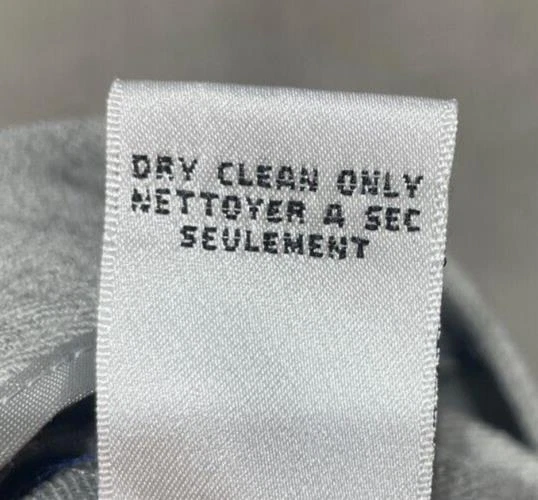 DRY CLEAN ONLY
NETTOYER A SEC
SEULEMENT